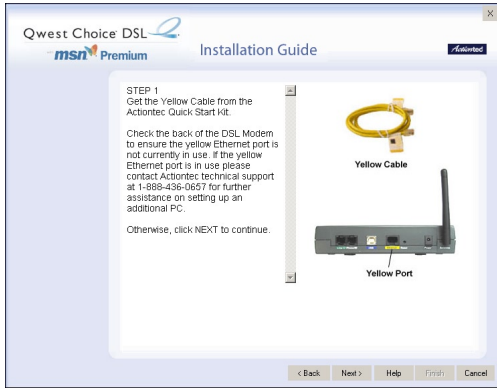 X
Qwest Choice DSL
msn Premium
Installation Guide
Actiontec
STEP 1
Get the Yellow Cable from the
Actiontec Quick Start Kit.
Check the back of the DSL Modem
to ensure the yellow Ethernet port is
not currently in use. If the yellow
Ethernet port is in use please
contact Actiontec technical support
at 1-888-436-0657 for further
assistance on setting up an
additional PC.
Otherwise, click NEXT to continue.
Yellow Cable
Yellow Port
< Back
Next >
Help
Finish
Cancel